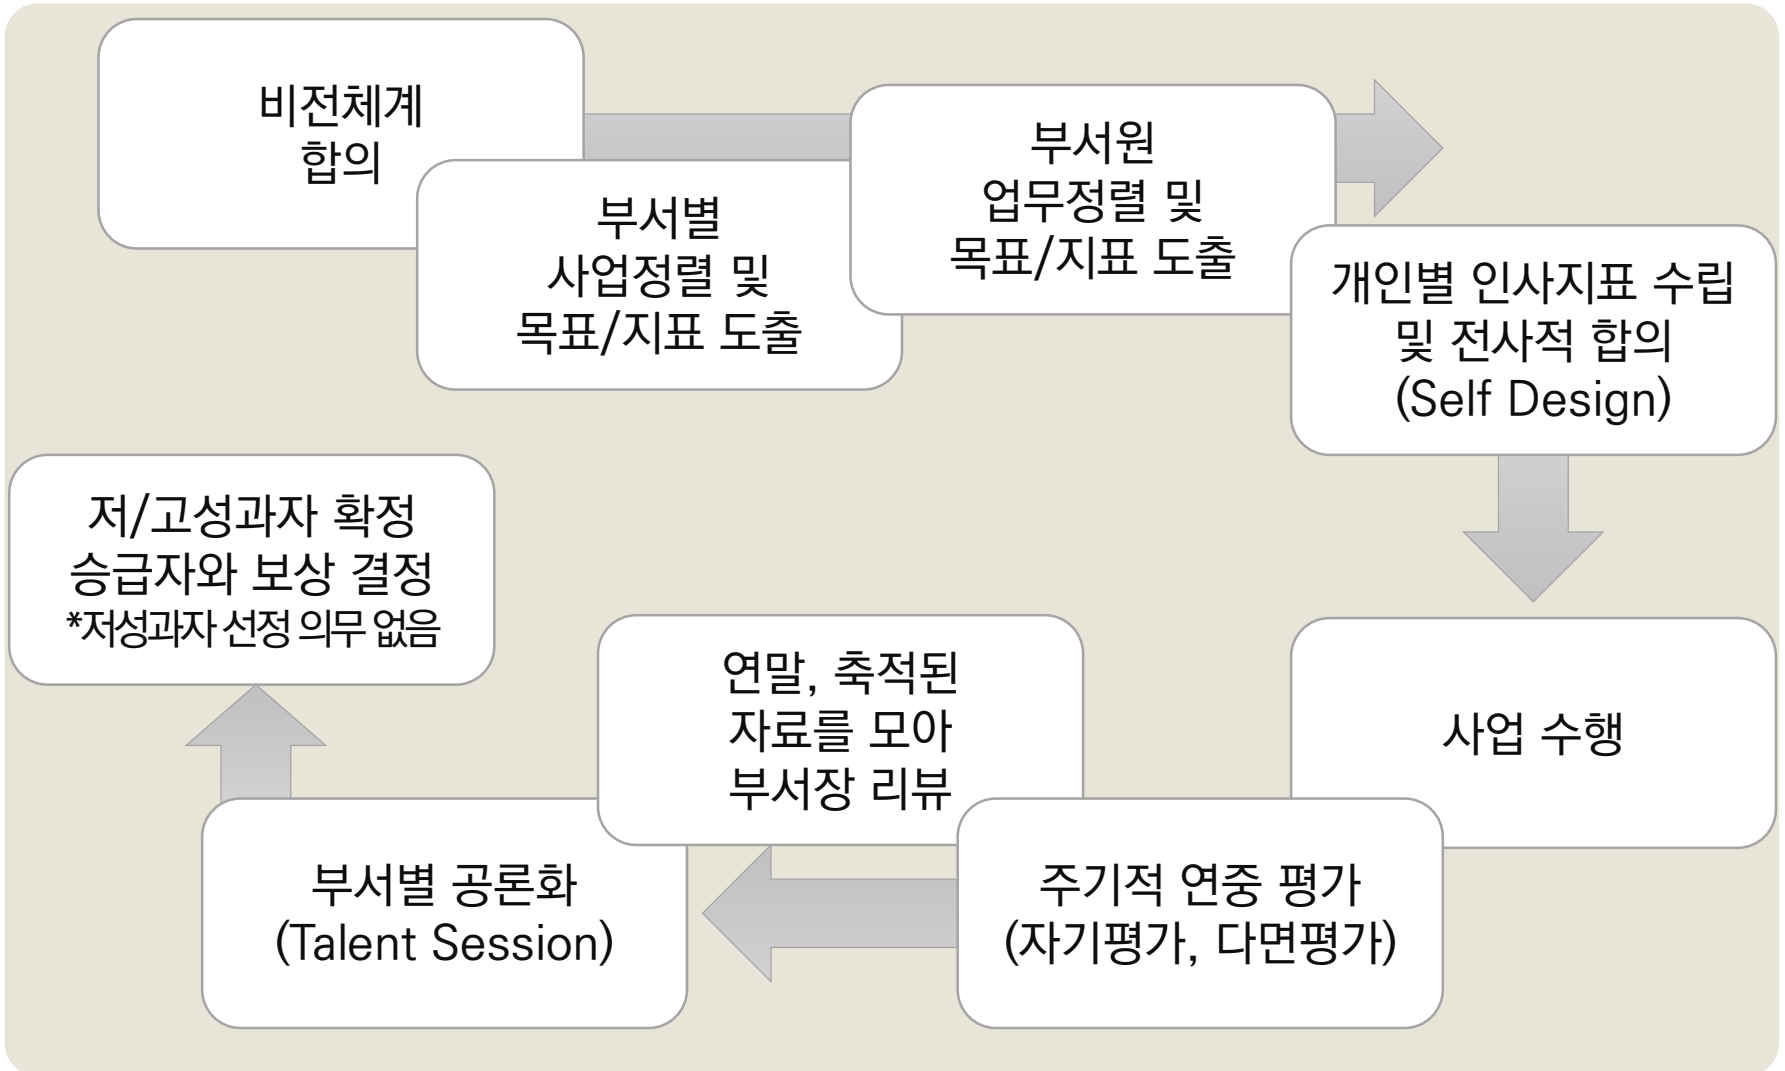 비전체계
합의
부서별
사업정렬 및
목표/지표 도출
부서원
업무정렬 및
목표/지표 도출
개인별 인사지표 수립
및 전사적 합의
(Self Design)
사업 수행
주기적 연중 평가
(자기평가, 다면평가)
연말, 축적된
자료를 모아
부서장 리뷰
부서별 공론화
(Talent Session)
저/고성과자 확정
승급자와 보상 결정
*저성과자 선정 의무 없음